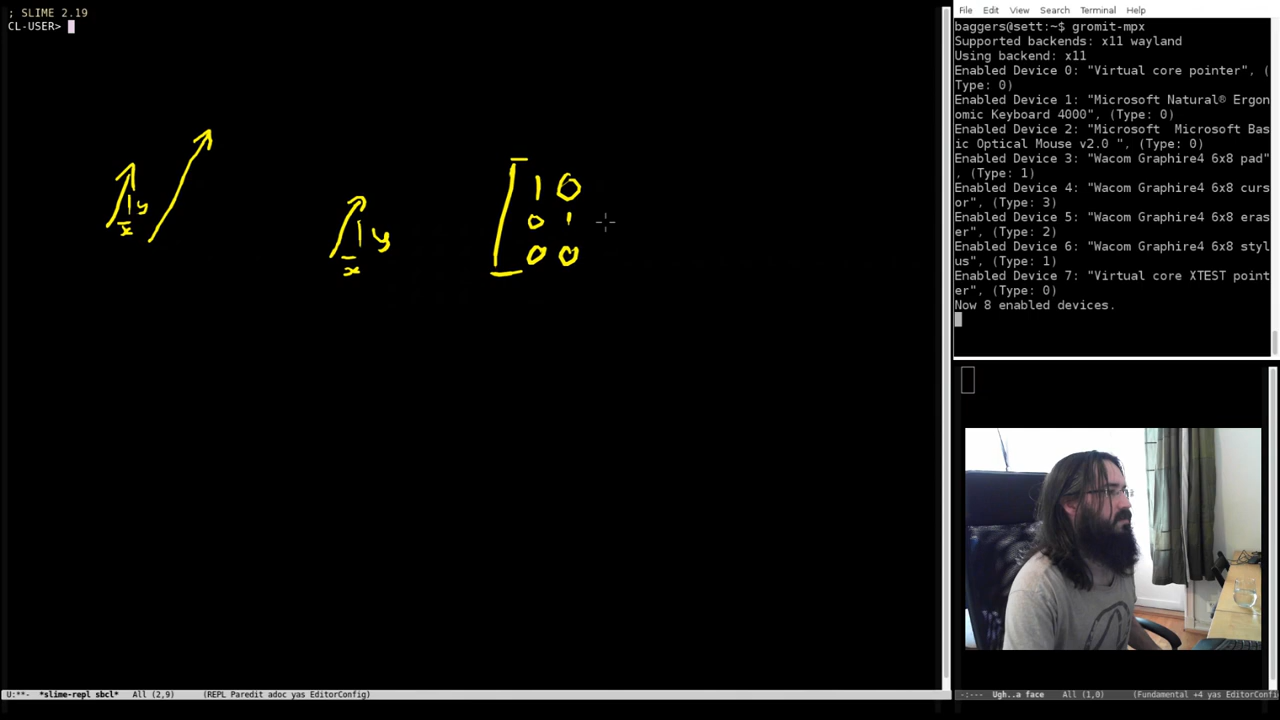 ; SLIME 2.19
CL-USER>
y
x
y
x
1 0
0 1
0 0
U:**-  *slime-repl sbcl*   All (2,9)      (REPL Paredit adoc yas EditorConfig)
File Edit View Search Terminal Help
baggers@sett:~$ gromit-mpx
Supported backends: x11 wayland
Using backend: x11
Enabled Device 0: "Virtual core pointer", (
Type: 0)
Enabled Device 1: "Microsoft Natural® Ergon
omic Keyboard 4000", (Type: 0)
Enabled Device 2: "Microsoft  Microsoft Bas
ic Optical Mouse v2.0 ", (Type: 0)
Enabled Device 3: "Wacom Graphire4 6x8 pad"
, (Type: 1)
Enabled Device 4: "Wacom Graphire4 6x8 curs
or", (Type: 3)
Enabled Device 5: "Wacom Graphire4 6x8 eras
er", (Type: 2)
Enabled Device 6: "Wacom Graphire4 6x8 styl
us", (Type: 1)
Enabled Device 7: "Virtual core XTEST point
er", (Type: 0)
Now 8 enabled devices.
-:---  Ugh..a face    All (1,0)      (Fundamental +4 yas EditorConfi